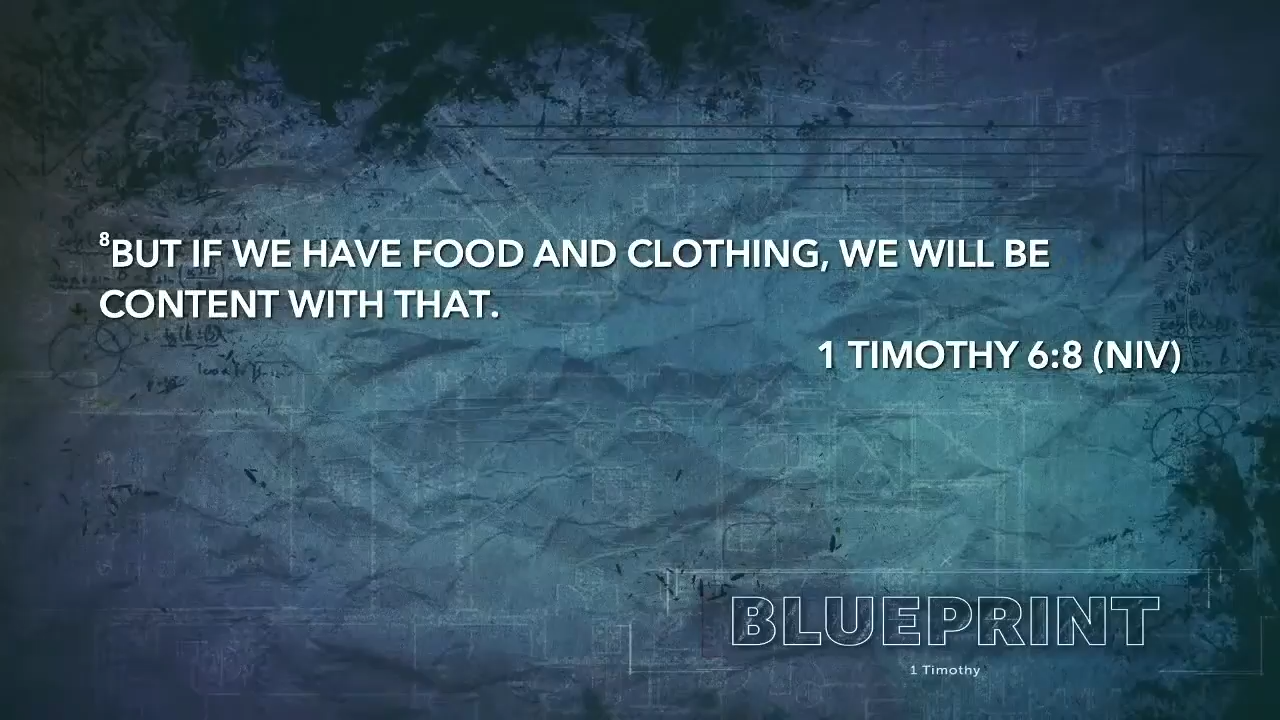 ⁸BUT IF WE HAVE FOOD AND CLOTHING, WE WILL BE
CONTENT WITH THAT.
1 TIMOTHY 6:8 (NIV)
BLUEPRINT
1 Timothy